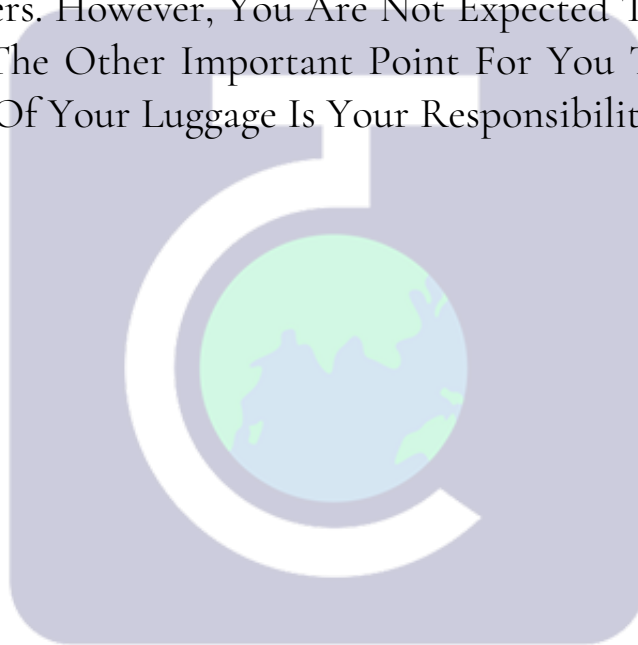 ers. However, You Are Not Expected T
The Other Important Point For You T
Of Your Luggage Is Your Responsibilit